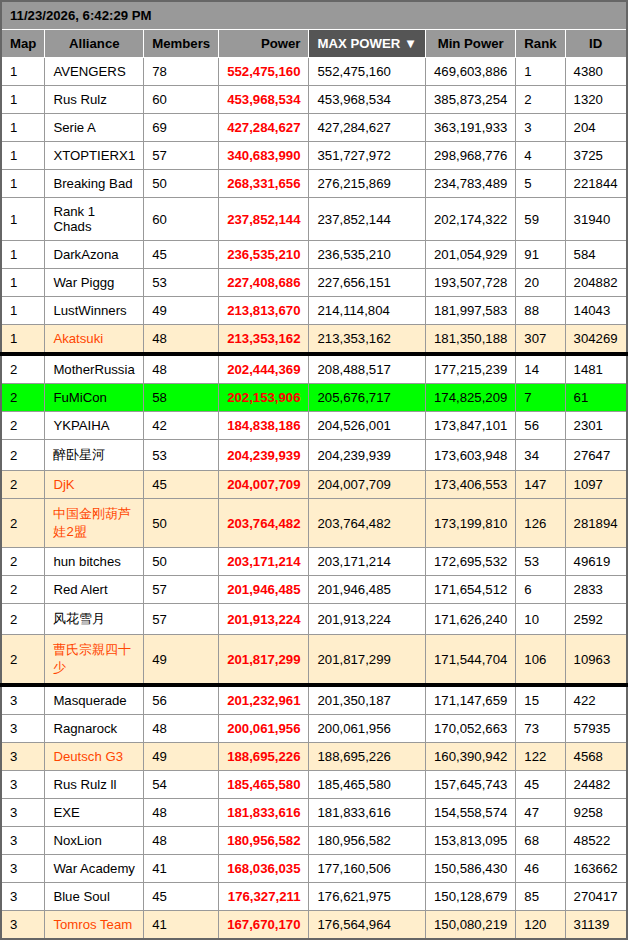 11/23/2026, 6:42:29 PM
Map Alliance Members Power MAX POWER ▼ Min Power Rank ID
1 AVENGERS 78 552,475,160 552,475,160 469,603,886 1 4380
1 Rus Rulz 60 453,968,534 453,968,534 385,873,254 2 1320
1 Serie A 69 427,284,627 427,284,627 363,191,933 3 204
1 XTOPTIERX1 57 340,683,990 351,727,972 298,968,776 4 3725
1 Breaking Bad 50 268,331,656 276,215,869 234,783,489 5 221844
1 Rank 1
Chads 60 237,852,144 237,852,144 202,174,322 59 31940
1 DarkAzona 45 236,535,210 236,535,210 201,054,929 91 584
1 War Piggg 53 227,408,686 227,656,151 193,507,728 20 204882
1 LustWinners 49 213,813,670 214,114,804 181,997,583 88 14043
1 Akatsuki 48 213,353,162 213,353,162 181,350,188 307 304269
2 MotherRussia 48 202,444,369 208,488,517 177,215,239 14 1481
2 FuMiCon 58 202,153,906 205,676,717 174,825,209 7 61
2 YKPAIHA 42 184,838,186 204,526,001 173,847,101 56 2301
2 醉卧星河 53 204,239,939 204,239,939 173,603,948 34 27647
2 DjK 45 204,007,709 204,007,709 173,406,553 147 1097
2 中国金刚葫芦
娃2盟 50 203,764,482 203,764,482 173,199,810 126 281894
2 hun bitches 50 203,171,214 203,171,214 172,695,532 53 49619
2 Red Alert 57 201,946,485 201,946,485 171,654,512 6 2833
2 风花雪月 57 201,913,224 201,913,224 171,626,240 10 2592
2 曹氏宗親四十
少 49 201,817,299 201,817,299 171,544,704 106 10963
3 Masquerade 56 201,232,961 201,350,187 171,147,659 15 422
3 Ragnarock 48 200,061,956 200,061,956 170,052,663 73 57935
3 Deutsch G3 49 188,695,226 188,695,226 160,390,942 122 4568
3 Rus Rulz ll 54 185,465,580 185,465,580 157,645,743 45 24482
3 EXE 48 181,833,616 181,833,616 154,558,574 47 9258
3 NoxLion 48 180,956,582 180,956,582 153,813,095 68 48522
3 War Academy 41 168,036,035 177,160,506 150,586,430 46 163662
3 Blue Soul 45 176,327,211 176,621,975 150,128,679 85 270417
3 Tomros Team 41 167,670,170 176,564,964 150,080,219 120 31139